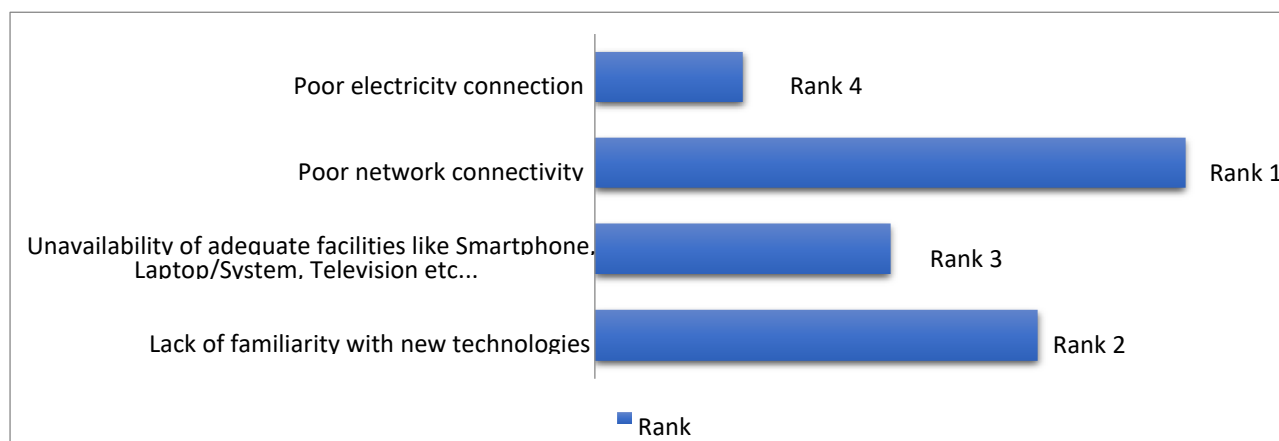 Poor electricity connection
Rank 4
Poor network connectivity
Rank 1
Unavailability of adequate facilities like Smartphone,
Laptop/System, Television etc...
Rank 3
Lack of familiarity with new technologies
Rank 2
Rank